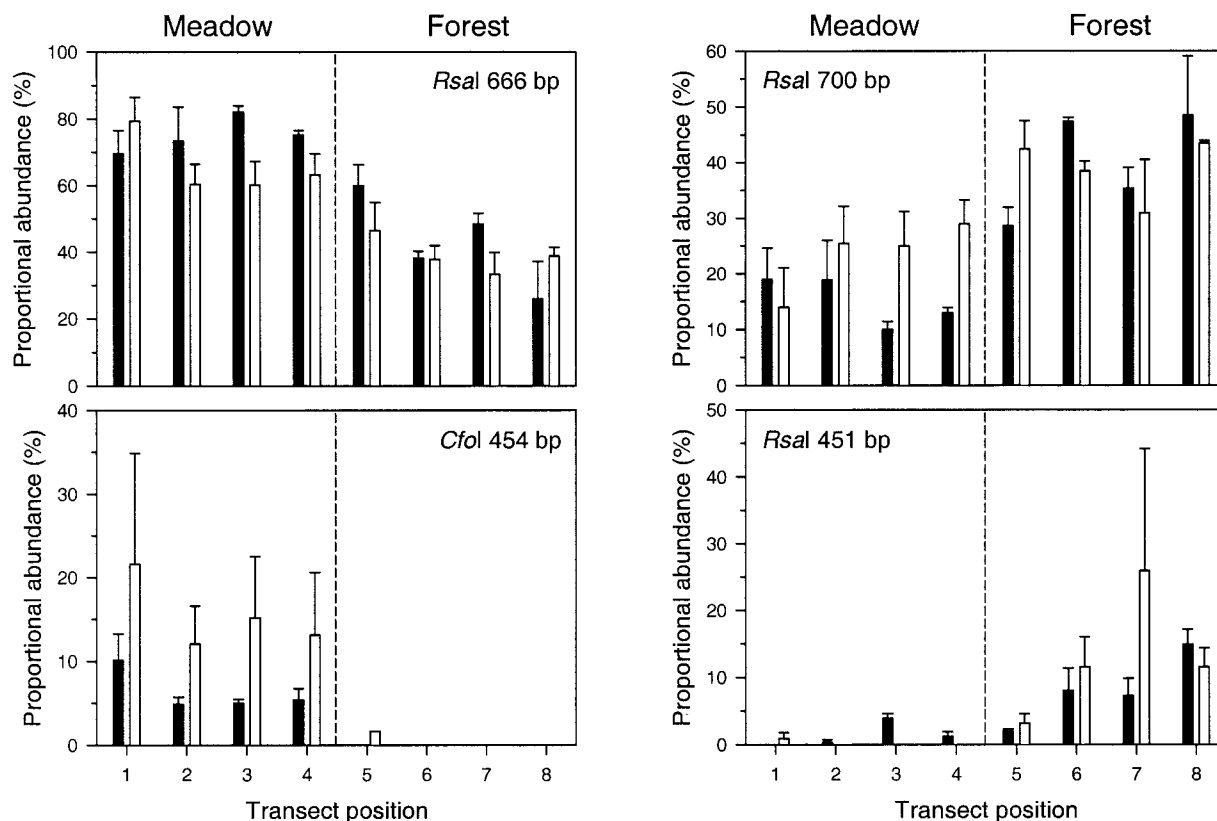 Meadow Forest
Proportional abundance (%)
100
80
60
40
20
0
RsaI 666 bp
Meadow Forest
Proportional abundance (%)
60
50
40
30
20
10
0
RsaI 700 bp
Proportional abundance (%)
40
30
20
10
0
CfoI 454 bp
1 2 3 4 5 6 7 8
Transect position
Proportional abundance (%)
50
40
30
20
10
0
RsaI 451 bp
1 2 3 4 5 6 7 8
Transect position